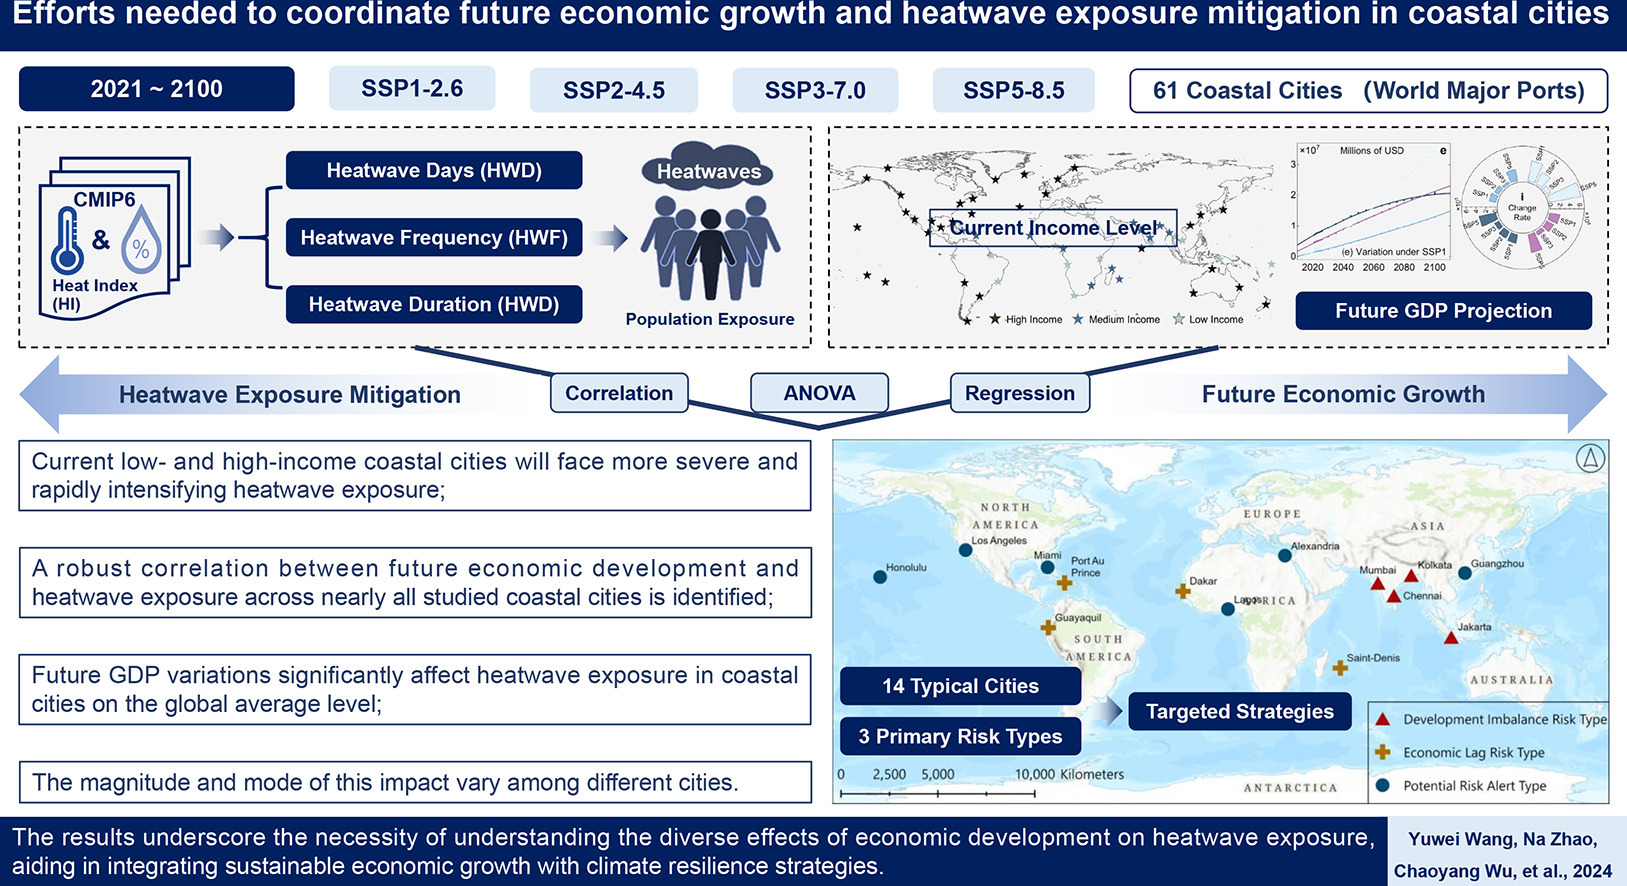 Efforts needed to coordinate future economic growth and heatwave exposure mitigation in coastal cities
2021 ~ 2100
SSP1-2.6
SSP2-4.5
SSP3-7.0
SSP5-8.5
61 Coastal Cities (World Major Ports)
CMIP6
&
%
Heat Index
(HI)
Heatwave Days (HWD)
Heatwave Frequency (HWF)
Heatwave Duration (HWD)
Heatwaves
Population Exposure
Current Income Level
High Income
Medium Income
Low Income
×10⁷
Millions of USD
e
3
2
1
0
(e) Variation under SSP1
2020 2040 2060 2080 2100
i
Change
Rate
Future GDP Projection
Heatwave Exposure Mitigation
Correlation
ANOVA
Regression
Future Economic Growth
Current low- and high-income coastal cities will face more severe and
rapidly intensifying heatwave exposure;
A robust correlation between future economic development and
heatwave exposure across nearly all studied coastal cities is identified;
Future GDP variations significantly affect heatwave exposure in coastal
cities on the global average level;
The magnitude and mode of this impact vary among different cities.
NORTH
AMERICA
EUROPE
ASIA
Los Angeles
Honolulu
Miami
Port Au
Prince
Alexandria
Mumbai
Kolkata
Guangzhou
Chennai
Dakar
Lagos
AFRICA
Guayaquil
Jakarta
SOUTH
AMERICA
Saint-Denis
AUSTRALIA
14 Typical Cities
3 Primary Risk Types
Targeted Strategies
Development Imbalance Risk Type
Economic Lag Risk Type
Potential Risk Alert Type
0 2,500 5,000 10,000 Kilometers
ANTARCTICA
The results underscore the necessity of understanding the diverse effects of economic development on heatwave exposure,
aiding in integrating sustainable economic growth with climate resilience strategies.
Yuwei Wang, Na Zhao,
Chaoyang Wu, et al., 2024